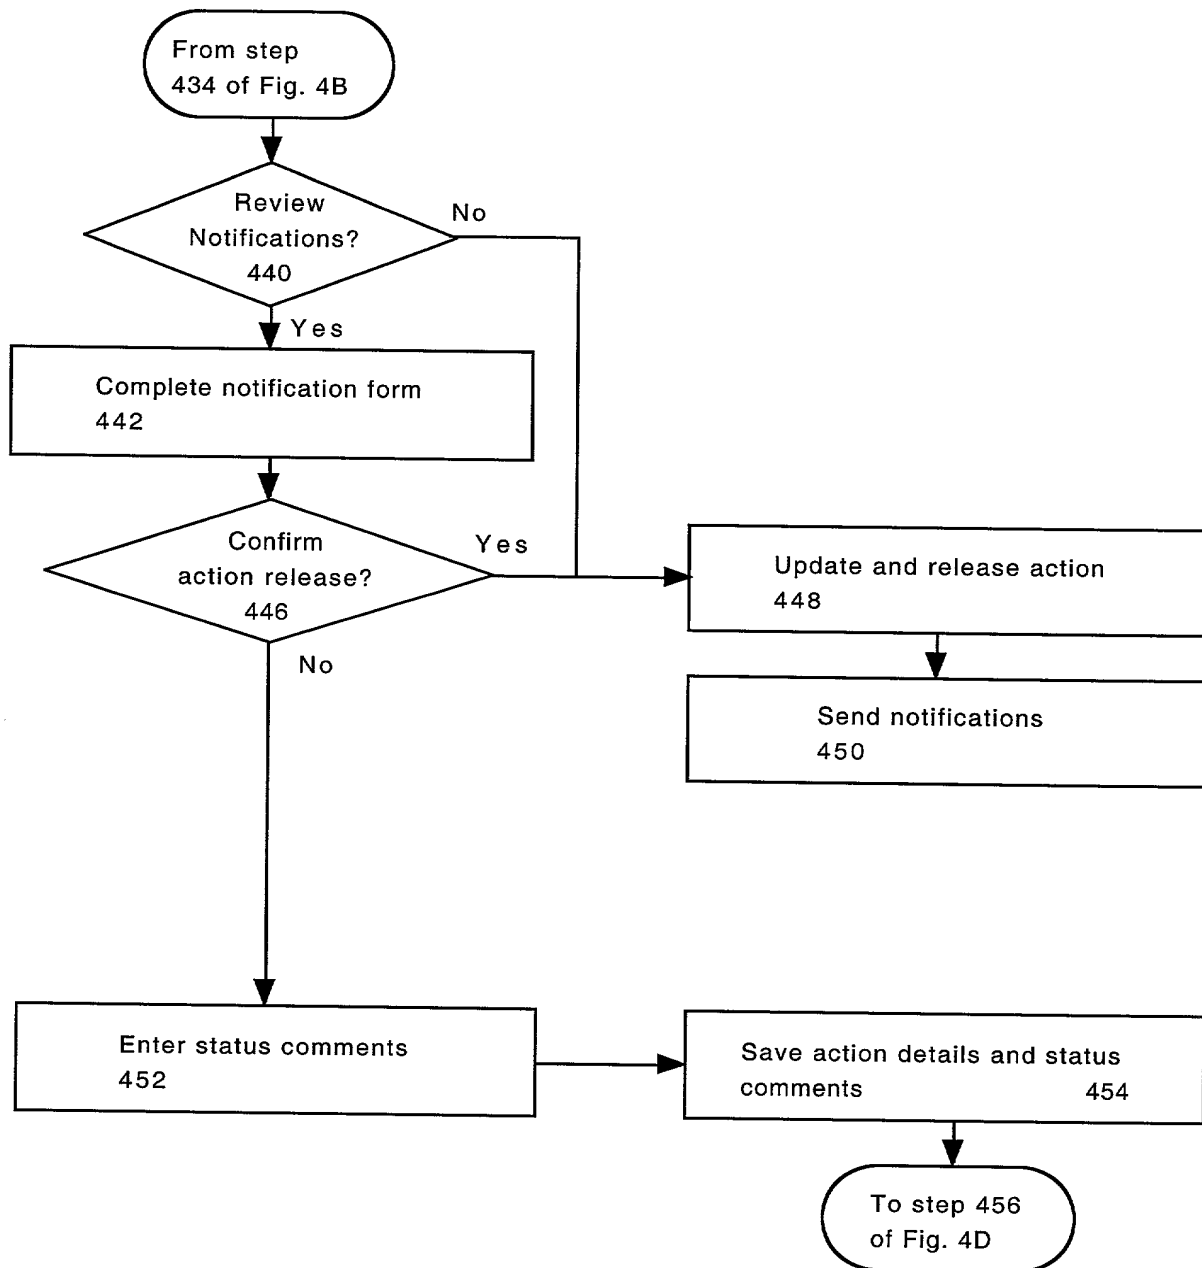 From step
434 of Fig. 4B
Review
Notifications?
440
No
Yes
Complete notification form
442
Confirm
action release?
446
Yes
No
Update and release action
448
Send notifications
450
Enter status comments
452
Save action details and status
comments 454
To step 456
of Fig. 4D